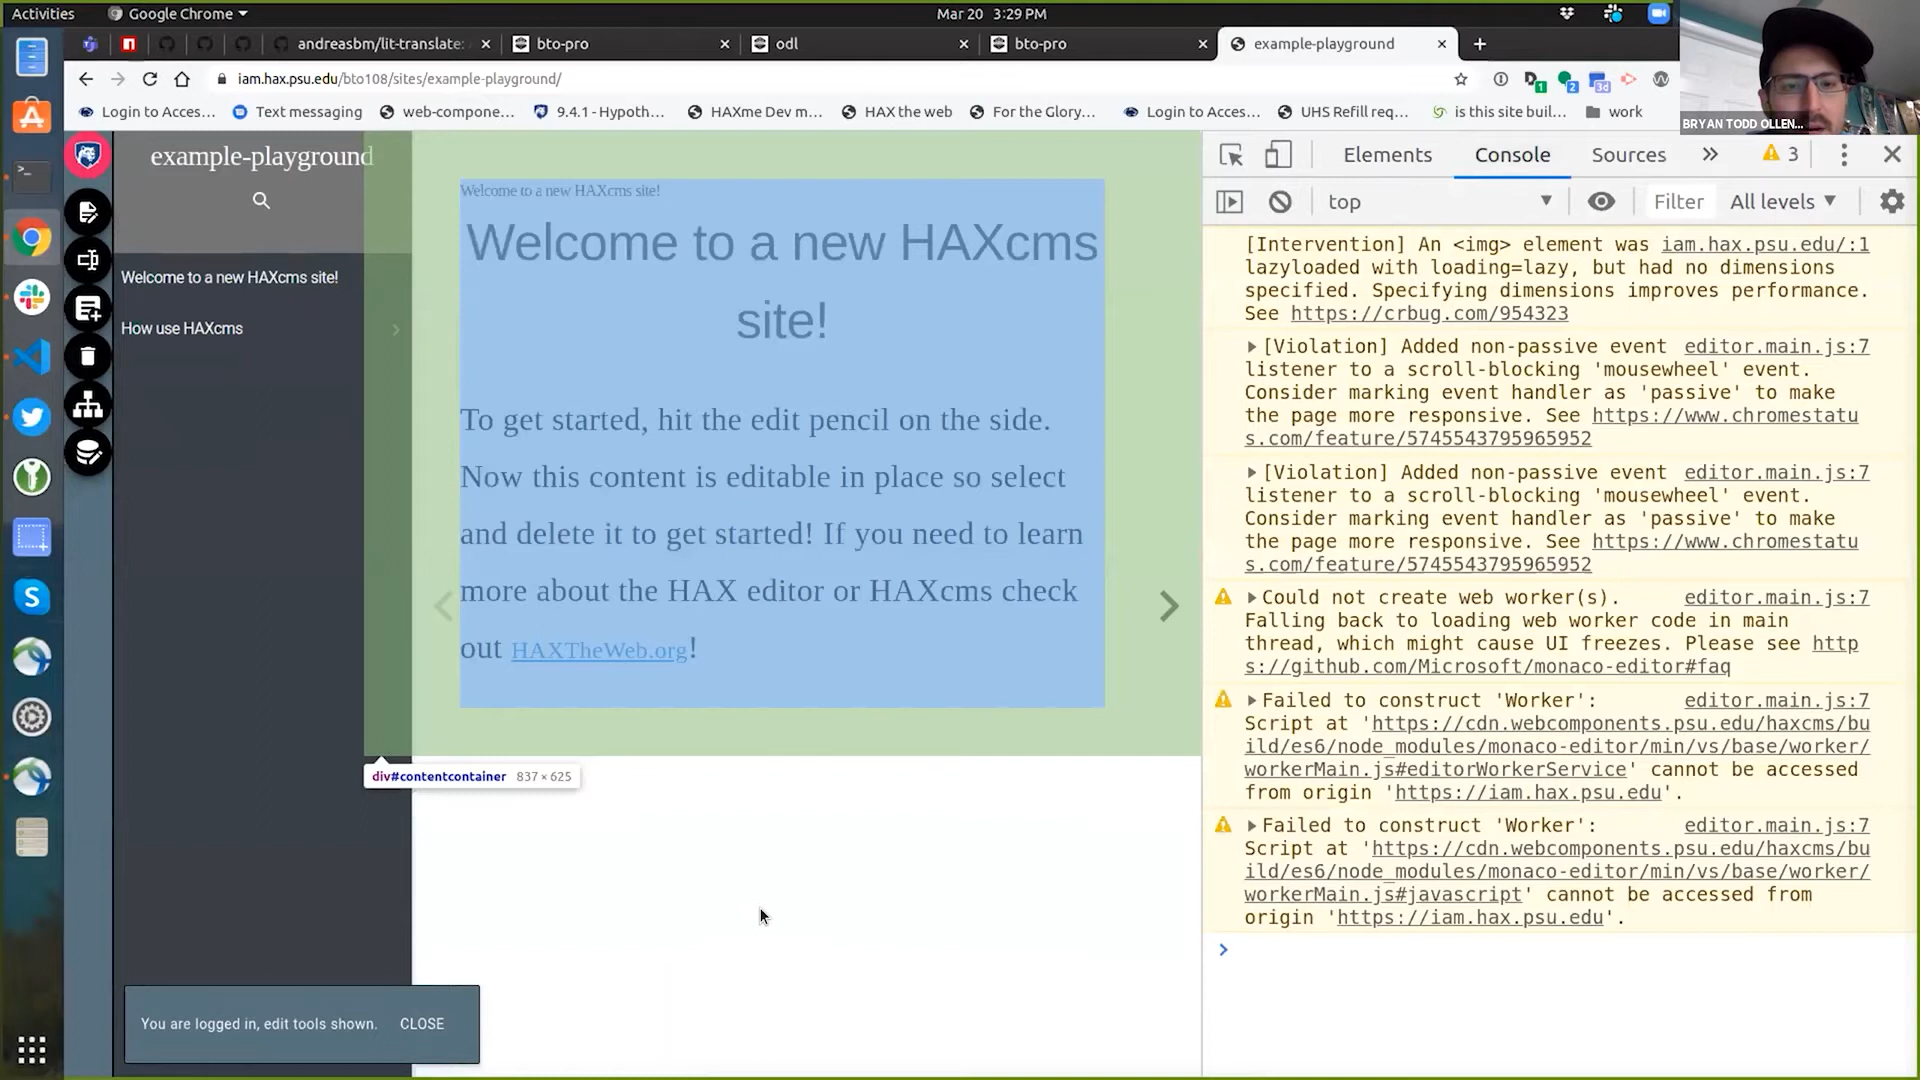 Activities
Google Chrome
Mar 20 3:29 PM
andreasbm/lit-translate:
bto-pro
odl
bto-pro
example-playground
iam.hax.psu.edu/bto108/sites/example-playground/
1
2
3d
Login to Acces...
Text messaging
web-compone...
9.4.1 - Hypoth...
HAXme Dev m...
HAX the web
For the Glory...
Login to Acces...
UHS Refill req...
is this site buil...
work
BRYAN TODD OLLEN...
example-playground
Welcome to a new HAXcms site!
How use HAXcms
Welcome to a new HAXcms site!
Welcome to a new HAXcms
site!
To get started, hit the edit pencil on the side.
Now this content is editable in place so select
and delete it to get started! If you need to learn
more about the HAX editor or HAXcms check
out HAXTheWeb.org!
div#contentcontainer 837 × 625
You are logged in, edit tools shown. CLOSE
Elements
Console
Sources
3
top
Filter
All levels
[Intervention] An <img> element was iam.hax.psu.edu/:1
lazyloaded with loading=lazy, but had no dimensions
specified. Specifying dimensions improves performance.
See https://crbug.com/954323
[Violation] Added non-passive event editor.main.js:7
listener to a scroll-blocking 'mousewheel' event.
Consider marking event handler as 'passive' to make
the page more responsive. See https://www.chromestatu
s.com/feature/5745543795965952
[Violation] Added non-passive event editor.main.js:7
listener to a scroll-blocking 'mousewheel' event.
Consider marking event handler as 'passive' to make
the page more responsive. See https://www.chromestatu
s.com/feature/5745543795965952
Could not create web worker(s). editor.main.js:7
Falling back to loading web worker code in main
thread, which might cause UI freezes. Please see http
s://github.com/Microsoft/monaco-editor#faq
Failed to construct 'Worker': editor.main.js:7
Script at 'https://cdn.webcomponents.psu.edu/haxcms/bu
ild/es6/node_modules/monaco-editor/min/vs/base/worker/
workerMain.js#editorWorkerService' cannot be accessed
from origin 'https://iam.hax.psu.edu'.
Failed to construct 'Worker': editor.main.js:7
Script at 'https://cdn.webcomponents.psu.edu/haxcms/bu
ild/es6/node_modules/monaco-editor/min/vs/base/worker/
workerMain.js#javascript' cannot be accessed from
origin 'https://iam.hax.psu.edu'.